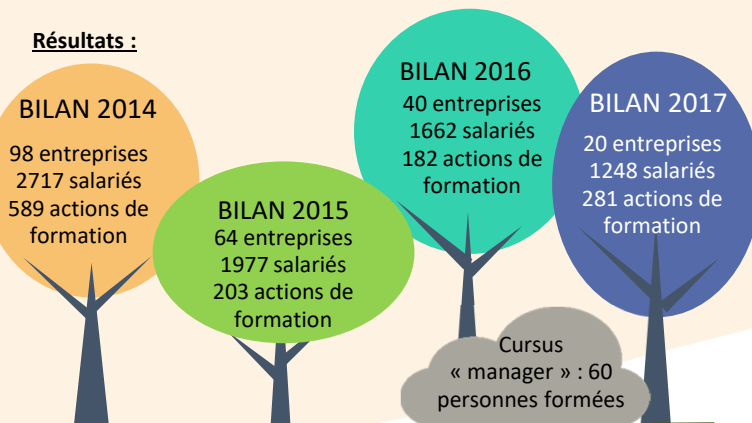 Résultats :
BILAN 2014
98 entreprises
2717 salariés
589 actions de
formation
BILAN 2015
64 entreprises
1977 salariés
203 actions de
formation
BILAN 2016
40 entreprises
1662 salariés
182 actions de
formation
BILAN 2017
20 entreprises
1248 salariés
281 actions de
formation
Cursus
« manager » : 60
personnes formées